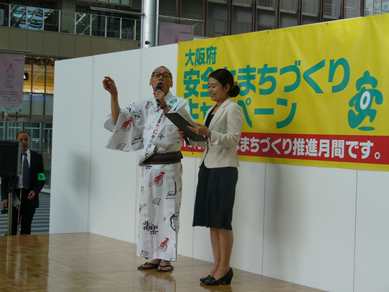 大阪府
安全なまちづくり
キャンペーン
まちづくり推進月間です。